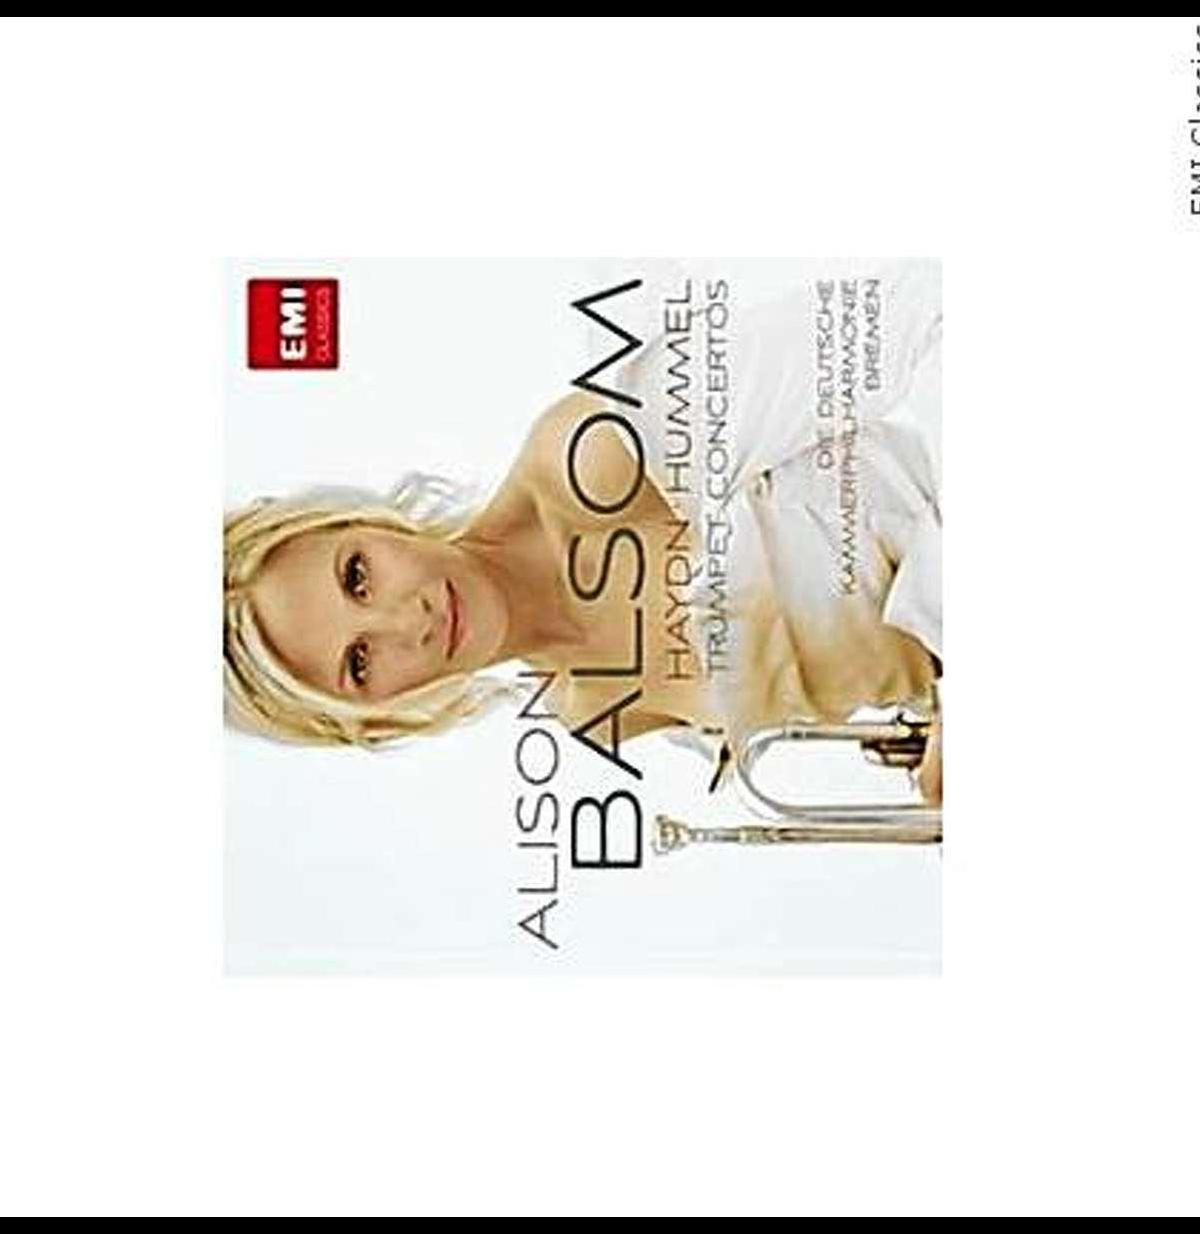 EMI
CLASSICS
ALISON
BALSOM
HAYDN HUMMEL
TRUMPET CONCERTOS
DIE DEUTSCHE
KAMMERPHILHARMONIE
BREMEN
EMI Classics